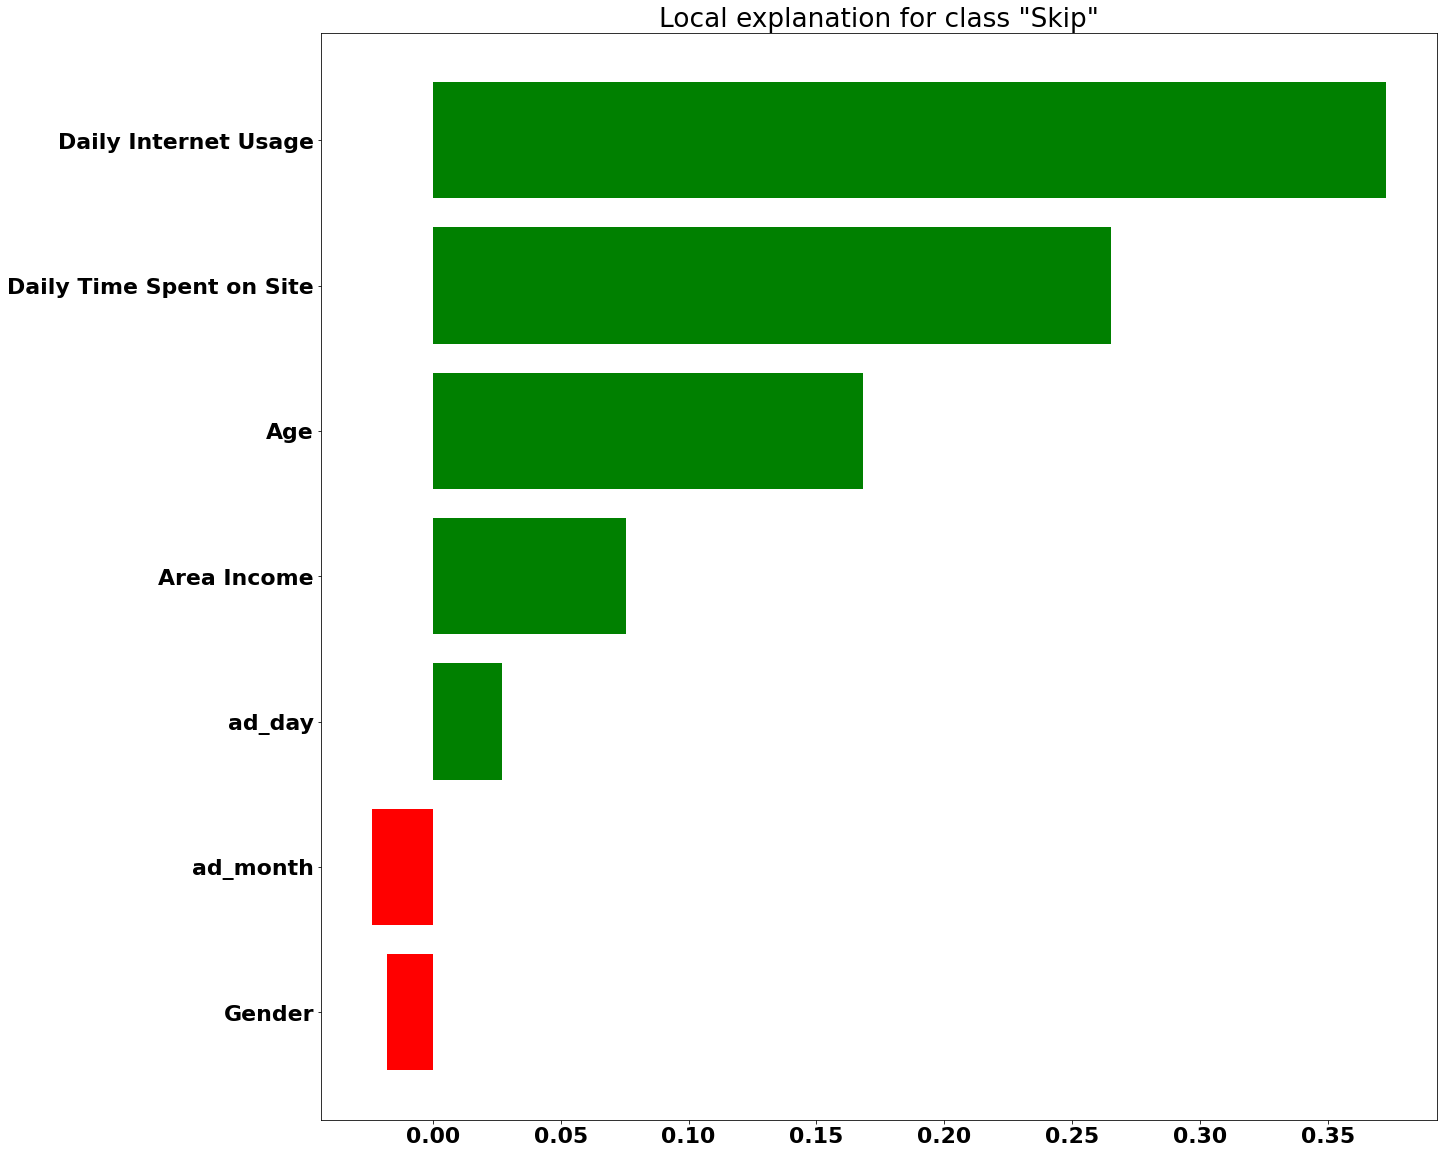 Local explanation for class "Skip"
Daily Internet Usage
Daily Time Spent on Site
Age
Area Income
ad_day
ad_month
Gender
0.00 0.05 0.10 0.15 0.20 0.25 0.30 0.35